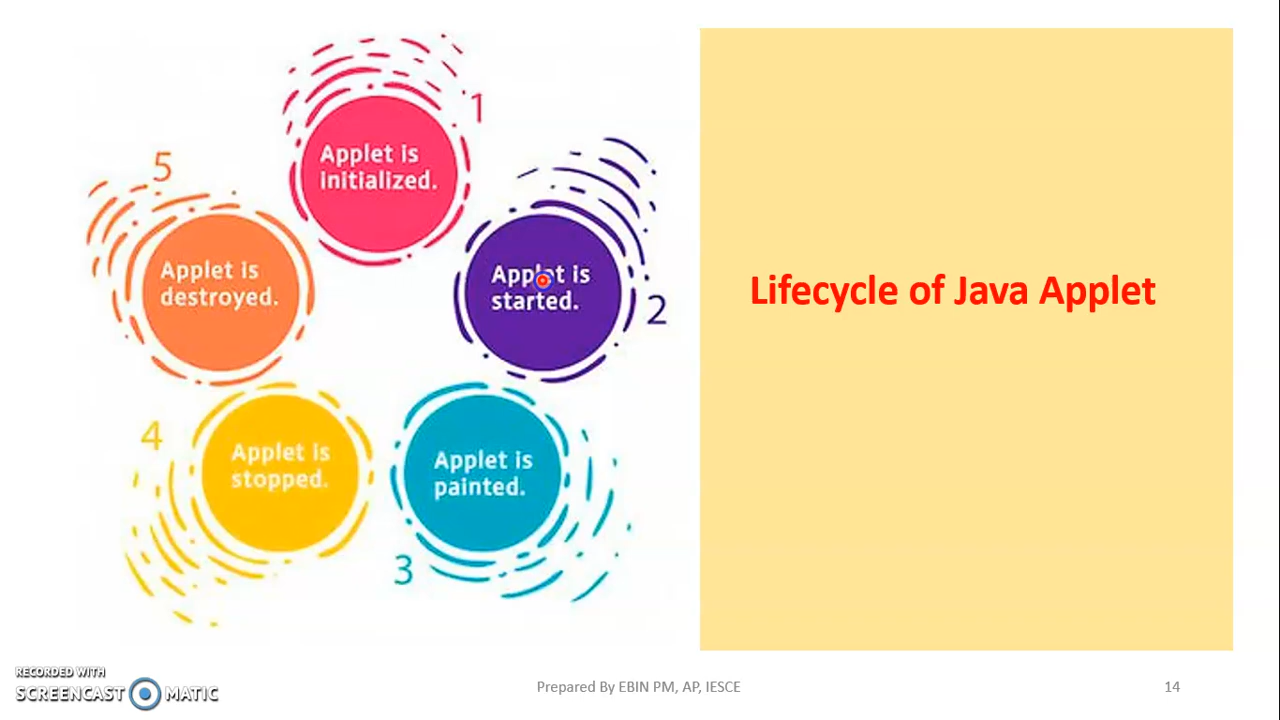 1
Applet is
initialized.
2
Applet is
started.
3
Applet is
painted.
4
Applet is
stopped.
5
Applet is
destroyed.
Lifecycle of Java Applet
RECORDED WITH
SCREENCAST MATIC
Prepared By EBIN PM, AP, IESCE
14